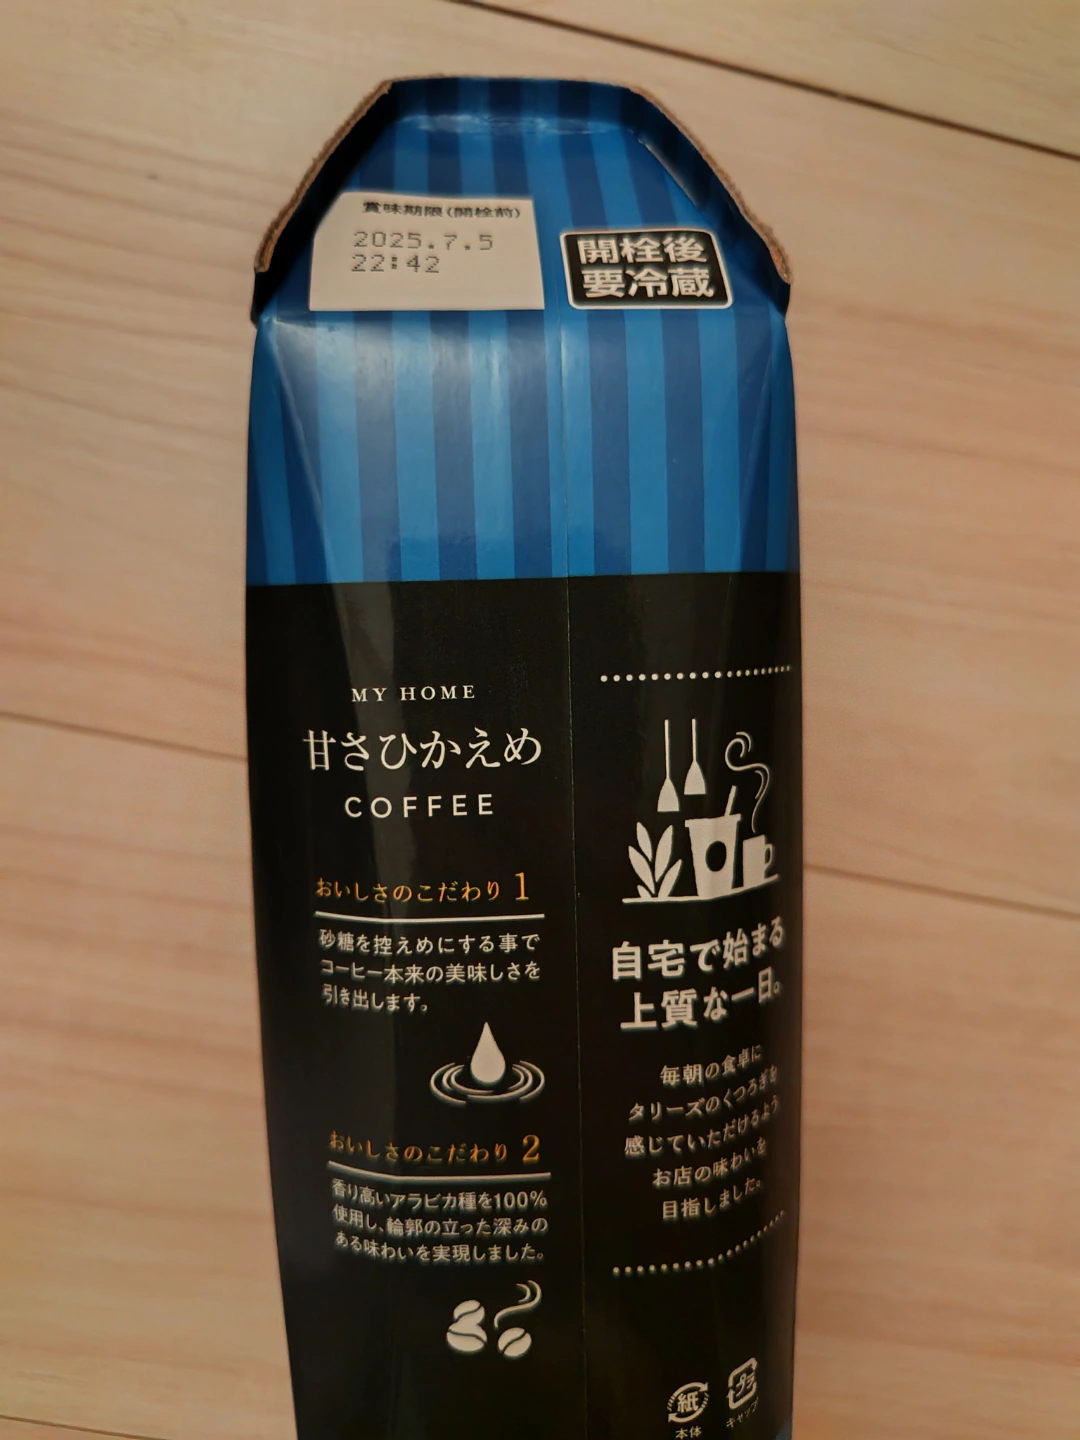 賞味期限(開栓前)
2025.7.5
22:42
開栓後
要冷蔵
MY HOME
甘さひかえめ
COFFEE
おいしさのこだわり 1
砂糖を控えめにする事で
コーヒー本来の美味しさを
引き出します。
おいしさのこだわり 2
香り高いアラビカ種を100%
使用し、輪郭の立った深みの
ある味わいを実現しました。
自宅で始まる
上質な一日。
毎朝の食卓に
タリーズのくつろぎを
感じていただけるよう
お店の味わいを
目指しました。
紙
本体
プラ
キャップ